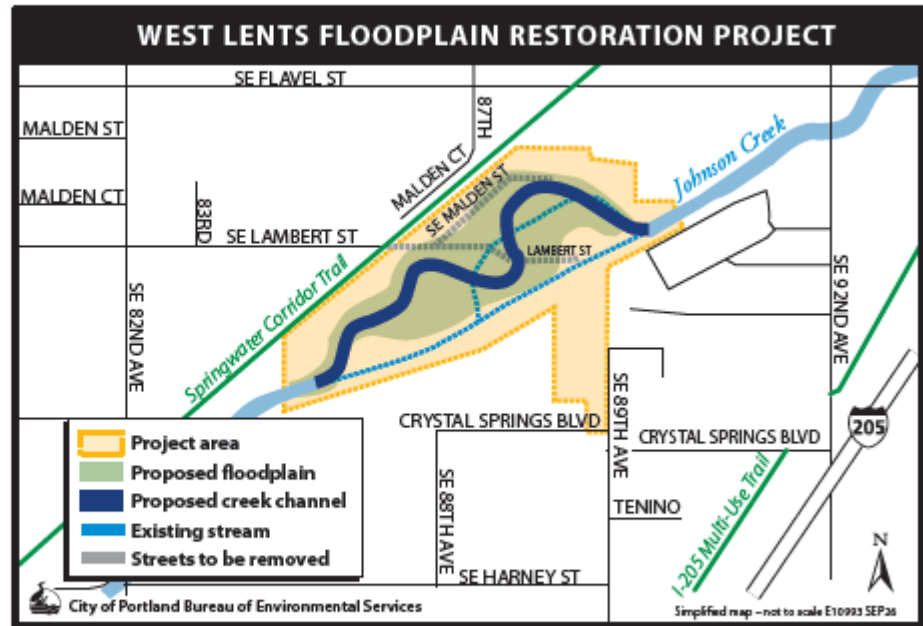 WEST LENTS FLOODPLAIN RESTORATION PROJECT
SE FLAVEL ST
MALDEN ST
87TH
MALDEN CT
MALDEN CT
83RD
SE MALDEN ST
Johnson Creek
SE LAMBERT ST
LAMBERT ST
SE 82ND AVE
Springwater Corridor Trail
SE 92ND AVE
SE 89TH AVE
205
CRYSTAL SPRINGS BLVD
CRYSTAL SPRINGS BLVD
SE 88TH AVE
TENINO
I-205 Multi-Use Trail
SE HARNEY ST
N
Project area
Proposed floodplain
Proposed creek channel
Existing stream
Streets to be removed
City of Portland Bureau of Environmental Services
Simplified map – not to scale E10993 SEP26